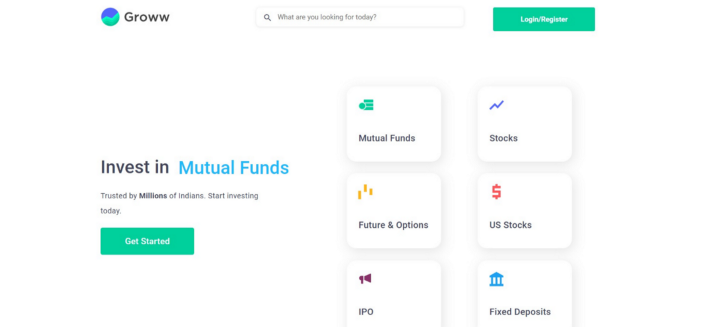 Groww
What are you looking for today?
Login/Register
Invest in Mutual Funds
Trusted by Millions of Indians. Start investing
today.
Get Started
Mutual Funds
Stocks
Future & Options
US Stocks
IPO
Fixed Deposits